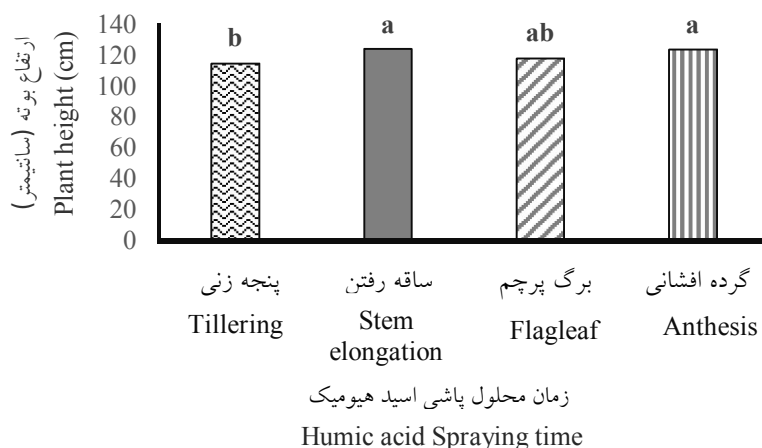 ارتفاع بوته (سانتیمتر)
Plant height (cm)
140
120
100
80
60
40
20
0
b
a
ab
a
پنجه زنی
Tillering
ساقه رفتن
Stem
elongation
برگ پرچم
Flagleaf
گرده افشانی
Anthesis
زمان محلول پاشی اسید هیومیک
Humic acid Spraying time